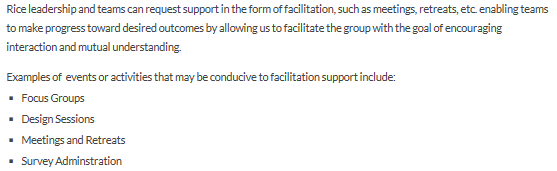 Rice leadership and teams can request support in the form of facilitation, such as meetings, retreats, etc. enabling teams
to make progress toward desired outcomes by allowing us to facilitate the group with the goal of encouraging
interaction and mutual understanding.
Examples of events or activities that may be conducive to facilitation support include:
▪ Focus Groups
▪ Design Sessions
▪ Meetings and Retreats
▪ Survey Adminstration